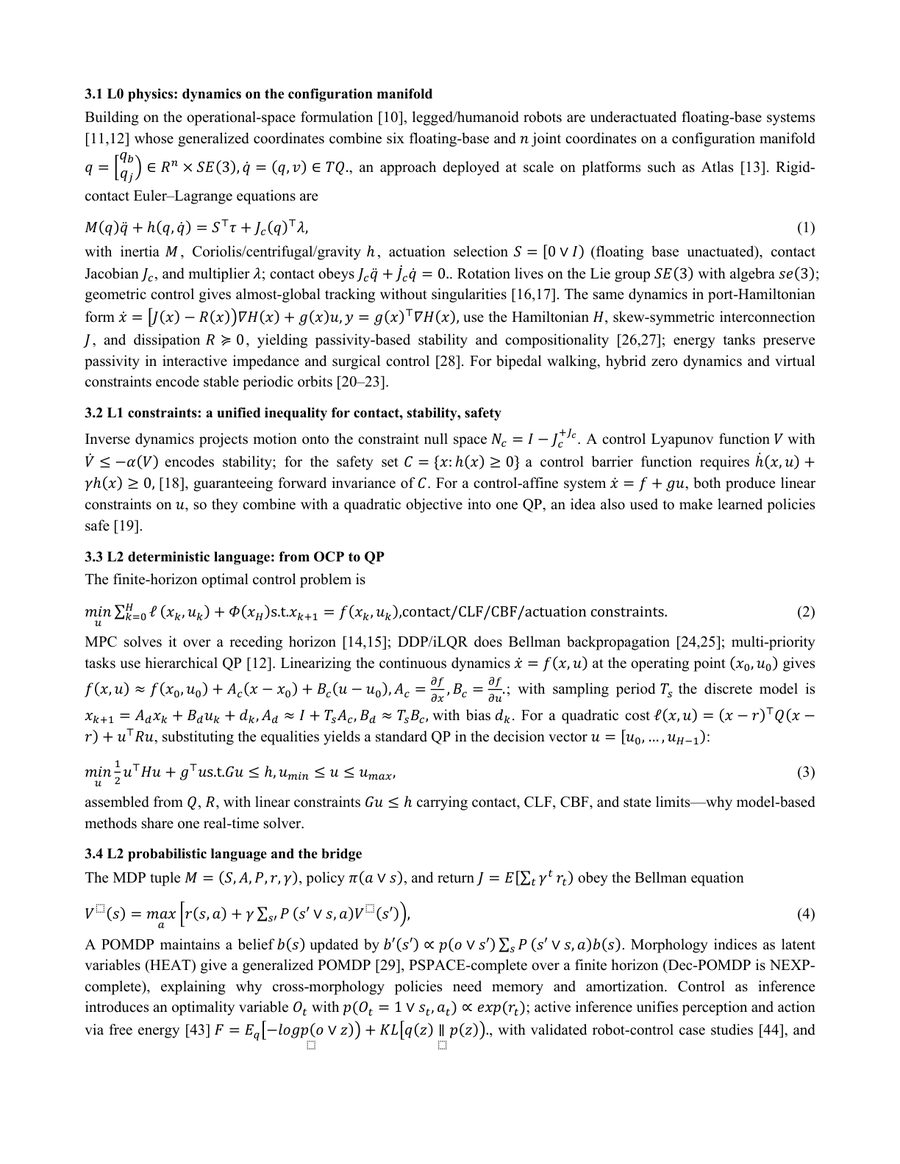 3.1 L0 physics: dynamics on the configuration manifold
Building on the operational-space formulation [10], legged/humanoid robots are underactuated floating-base systems
[11,12] whose generalized coordinates combine six floating-base and 𝑛 joint coordinates on a configuration manifold
𝑞 = [𝑞_𝑏 𝑞_𝑗) ∈ 𝑅^𝑛 × 𝑆𝐸(3), 𝑞̇ = (𝑞, 𝑣) ∈ 𝑇𝑄., an approach deployed at scale on platforms such as Atlas [13]. Rigid-
contact Euler–Lagrange equations are
𝑀(𝑞)𝑞̈ + ℎ(𝑞, 𝑞̇) = 𝑆^⊤𝜏 + 𝐽_𝑐(𝑞)^⊤𝜆, (1)
with inertia 𝑀, Coriolis/centrifugal/gravity ℎ, actuation selection 𝑆 = [0 ∨ 𝐼) (floating base unactuated), contact
Jacobian 𝐽_𝑐, and multiplier 𝜆; contact obeys 𝐽_𝑐𝑞̈ + 𝐽̇_𝑐𝑞̇ = 0.. Rotation lives on the Lie group 𝑆𝐸(3) with algebra 𝑠𝑒(3);
geometric control gives almost-global tracking without singularities [16,17]. The same dynamics in port-Hamiltonian
form 𝑥̇ = [𝐽(𝑥) − 𝑅(𝑥))∇𝐻(𝑥) + 𝑔(𝑥)𝑢, 𝑦 = 𝑔(𝑥)^⊤∇𝐻(𝑥), use the Hamiltonian 𝐻, skew-symmetric interconnection
𝐽, and dissipation 𝑅 ≽ 0, yielding passivity-based stability and compositionality [26,27]; energy tanks preserve
passivity in interactive impedance and surgical control [28]. For bipedal walking, hybrid zero dynamics and virtual
constraints encode stable periodic orbits [20–23].
3.2 L1 constraints: a unified inequality for contact, stability, safety
Inverse dynamics projects motion onto the constraint null space 𝑁_𝑐 = 𝐼 − 𝐽_𝑐^{+𝐽_𝑐}. A control Lyapunov function 𝑉 with
𝑉̇ ≤ −𝛼(𝑉) encodes stability; for the safety set 𝐶 = {𝑥: ℎ(𝑥) ≥ 0} a control barrier function requires ℎ̇(𝑥, 𝑢) +
𝛾ℎ(𝑥) ≥ 0, [18], guaranteeing forward invariance of 𝐶. For a control-affine system 𝑥̇ = 𝑓 + 𝑔𝑢, both produce linear
constraints on 𝑢, so they combine with a quadratic objective into one QP, an idea also used to make learned policies
safe [19].
3.3 L2 deterministic language: from OCP to QP
The finite-horizon optimal control problem is
𝑚𝑖𝑛_𝑢 ∑_{𝑘=0}^𝐻 ℓ (𝑥_𝑘, 𝑢_𝑘) + 𝛷(𝑥_𝐻)s.t.𝑥_{𝑘+1} = 𝑓(𝑥_𝑘, 𝑢_𝑘),contact/CLF/CBF/actuation constraints. (2)
MPC solves it over a receding horizon [14,15]; DDP/iLQR does Bellman backpropagation [24,25]; multi-priority
tasks use hierarchical QP [12]. Linearizing the continuous dynamics 𝑥̇ = 𝑓(𝑥, 𝑢) at the operating point (𝑥_0, 𝑢_0) gives
𝑓(𝑥, 𝑢) ≈ 𝑓(𝑥_0, 𝑢_0) + 𝐴_𝑐(𝑥 − 𝑥_0) + 𝐵_𝑐(𝑢 − 𝑢_0), 𝐴_𝑐 = ∂𝑓/∂𝑥, 𝐵_𝑐 = ∂𝑓/∂𝑢.; with sampling period 𝑇_𝑠 the discrete model is
𝑥_{𝑘+1} = 𝐴_𝑑𝑥_𝑘 + 𝐵_𝑑𝑢_𝑘 + 𝑑_𝑘, 𝐴_𝑑 ≈ 𝐼 + 𝑇_𝑠𝐴_𝑐, 𝐵_𝑑 ≈ 𝑇_𝑠𝐵_𝑐, with bias 𝑑_𝑘. For a quadratic cost ℓ(𝑥, 𝑢) = (𝑥 − 𝑟)^⊤𝑄(𝑥 −
𝑟) + 𝑢^⊤𝑅𝑢, substituting the equalities yields a standard QP in the decision vector 𝑢 = [𝑢_0, … , 𝑢_{𝐻−1}):
𝑚𝑖𝑛_𝑢 1/2 𝑢^⊤𝐻𝑢 + 𝑔^⊤𝑢s.t.𝐺𝑢 ≤ ℎ, 𝑢_{𝑚𝑖𝑛} ≤ 𝑢 ≤ 𝑢_{𝑚𝑎𝑥}, (3)
assembled from 𝑄, 𝑅, with linear constraints 𝐺𝑢 ≤ ℎ carrying contact, CLF, CBF, and state limits—why model-based
methods share one real-time solver.
3.4 L2 probabilistic language and the bridge
The MDP tuple 𝑀 = (𝑆, 𝐴, 𝑃, 𝑟, 𝛾), policy 𝜋(𝑎 ∨ 𝑠), and return 𝐽 = 𝐸[∑_𝑡 𝛾^𝑡 𝑟_𝑡) obey the Bellman equation
𝑉^⬚(𝑠) = 𝑚𝑎𝑥_𝑎 [𝑟(𝑠, 𝑎) + 𝛾 ∑_{𝑠′} 𝑃 (𝑠′ ∨ 𝑠, 𝑎)𝑉^⬚(𝑠′)), (4)
A POMDP maintains a belief 𝑏(𝑠) updated by 𝑏′(𝑠′) ∝ 𝑝(𝑜 ∨ 𝑠′) ∑_𝑠 𝑃 (𝑠′ ∨ 𝑠, 𝑎)𝑏(𝑠). Morphology indices as latent
variables (HEAT) give a generalized POMDP [29], PSPACE-complete over a finite horizon (Dec-POMDP is NEXP-
complete), explaining why cross-morphology policies need memory and amortization. Control as inference
introduces an optimality variable 𝑂_𝑡 with 𝑝(𝑂_𝑡 = 1 ∨ 𝑠_𝑡, 𝑎_𝑡) ∝ 𝑒𝑥𝑝(𝑟_𝑡); active inference unifies perception and action
via free energy [43] 𝐹 = 𝐸_𝑞[−𝑙𝑜𝑔𝑝(𝑜 ∨ 𝑧)) + 𝐾𝐿[𝑞(𝑧) ∥ 𝑝(𝑧))., with validated robot-control case studies [44], and